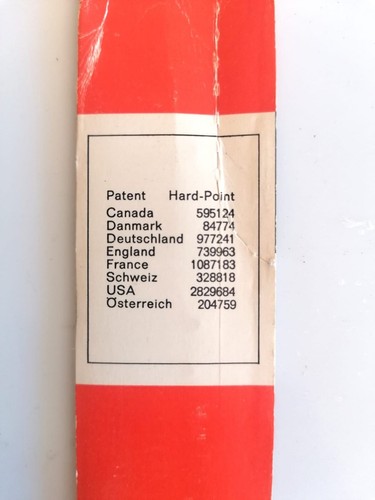 Patent Hard-Point
Canada 595124
Danmark 84774
Deutschland 977241
England 739963
France 1087183
Schweiz 328818
USA 2829684
Österreich 204759